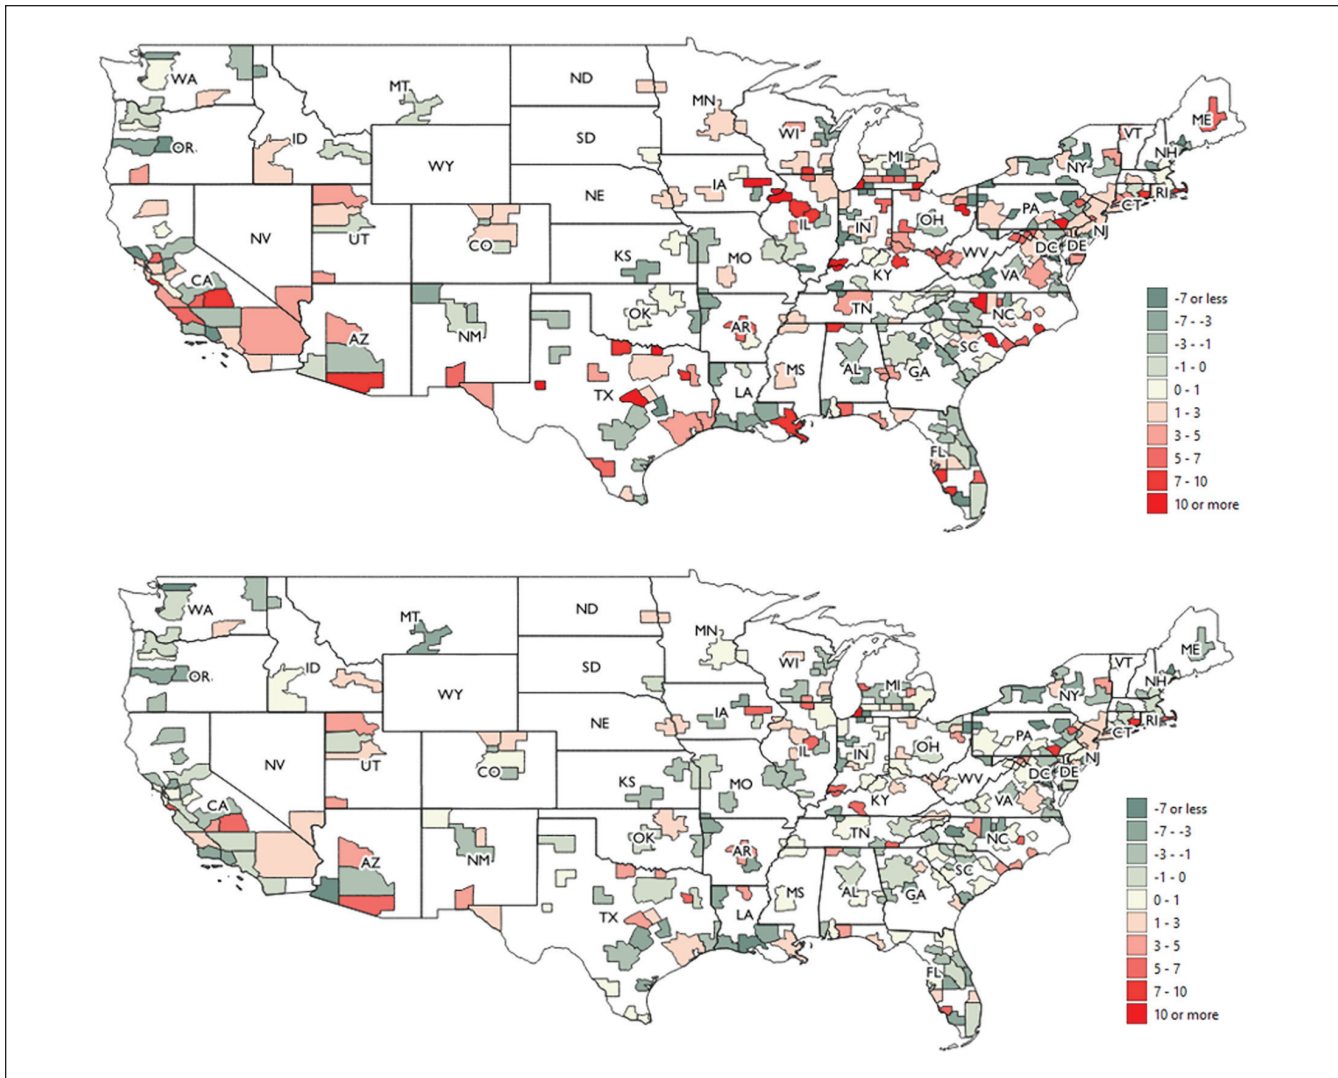 WA
MT
ND
MN
ME
VT
NH
WI
MI
NY
OR
ID
SD
WY
IA
NE
RI
CT
PA
NJ
OH
IL
IN
DC
DE
NV
UT
CO
KS
MO
WV
VA
KY
CA
NC
TN
OK
AR
AZ
NM
SC
MS
AL
GA
TX
LA
FL
-7 or less
-7 - -3
-3 - -1
-1 - 0
0 - 1
1 - 3
3 - 5
5 - 7
7 - 10
10 or more
WA
MT
ND
MN
ME
VT
NH
WI
MI
NY
OR
ID
SD
WY
IA
NE
RI
CT
PA
NJ
OH
IL
IN
DC
DE
NV
UT
CO
KS
MO
WV
VA
KY
CA
NC
TN
OK
AR
AZ
NM
SC
MS
AL
GA
TX
LA
FL
-7 or less
-7 - -3
-3 - -1
-1 - 0
0 - 1
1 - 3
3 - 5
5 - 7
7 - 10
10 or more